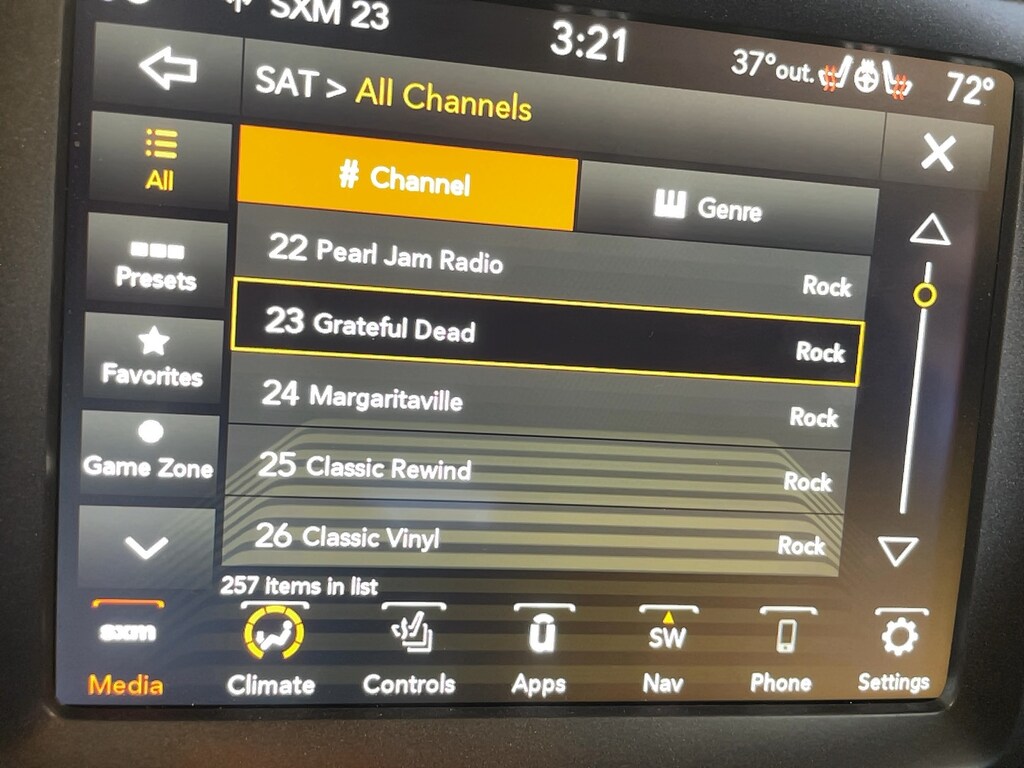 SXM 23 3:21 37°out. 72°
SAT > All Channels
All
# Channel Genre
22 Pearl Jam Radio Rock
Presets
23 Grateful Dead Rock
Favorites
24 Margaritaville Rock
Game Zone
25 Classic Rewind Rock
26 Classic Vinyl Rock
257 items in list
sxm
SW
Media Climate Controls Apps Nav Phone Settings